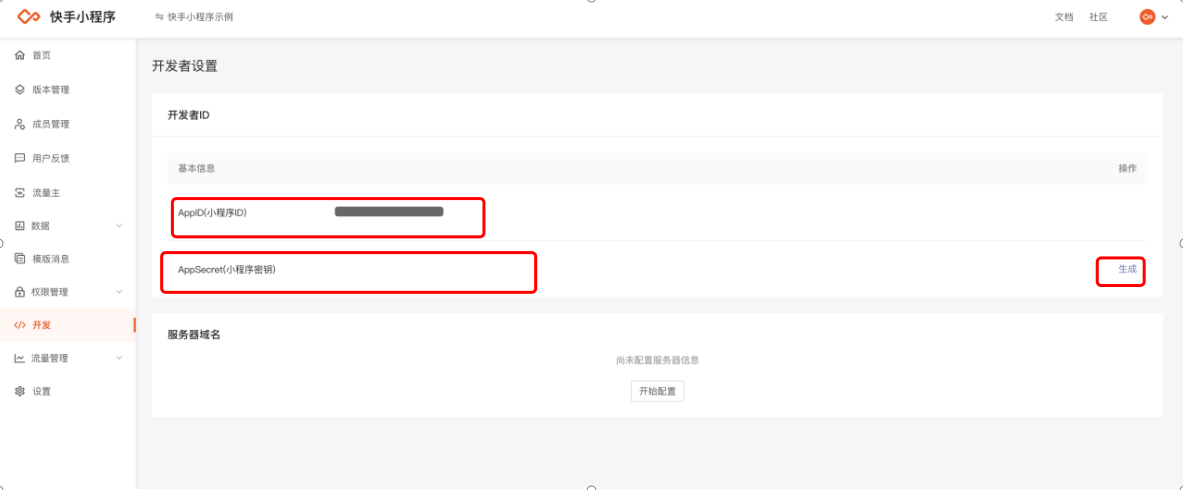 快手小程序
快手小程序示例
文档 社区
首页
版本管理
成员管理
用户反馈
流量主
数据
模版消息
权限管理
开发
流量管理
设置
开发者设置
开发者ID
基本信息 操作
AppID(小程序ID)
AppSecret(小程序密钥) 生成
服务器域名
尚未配置服务器信息
开始配置